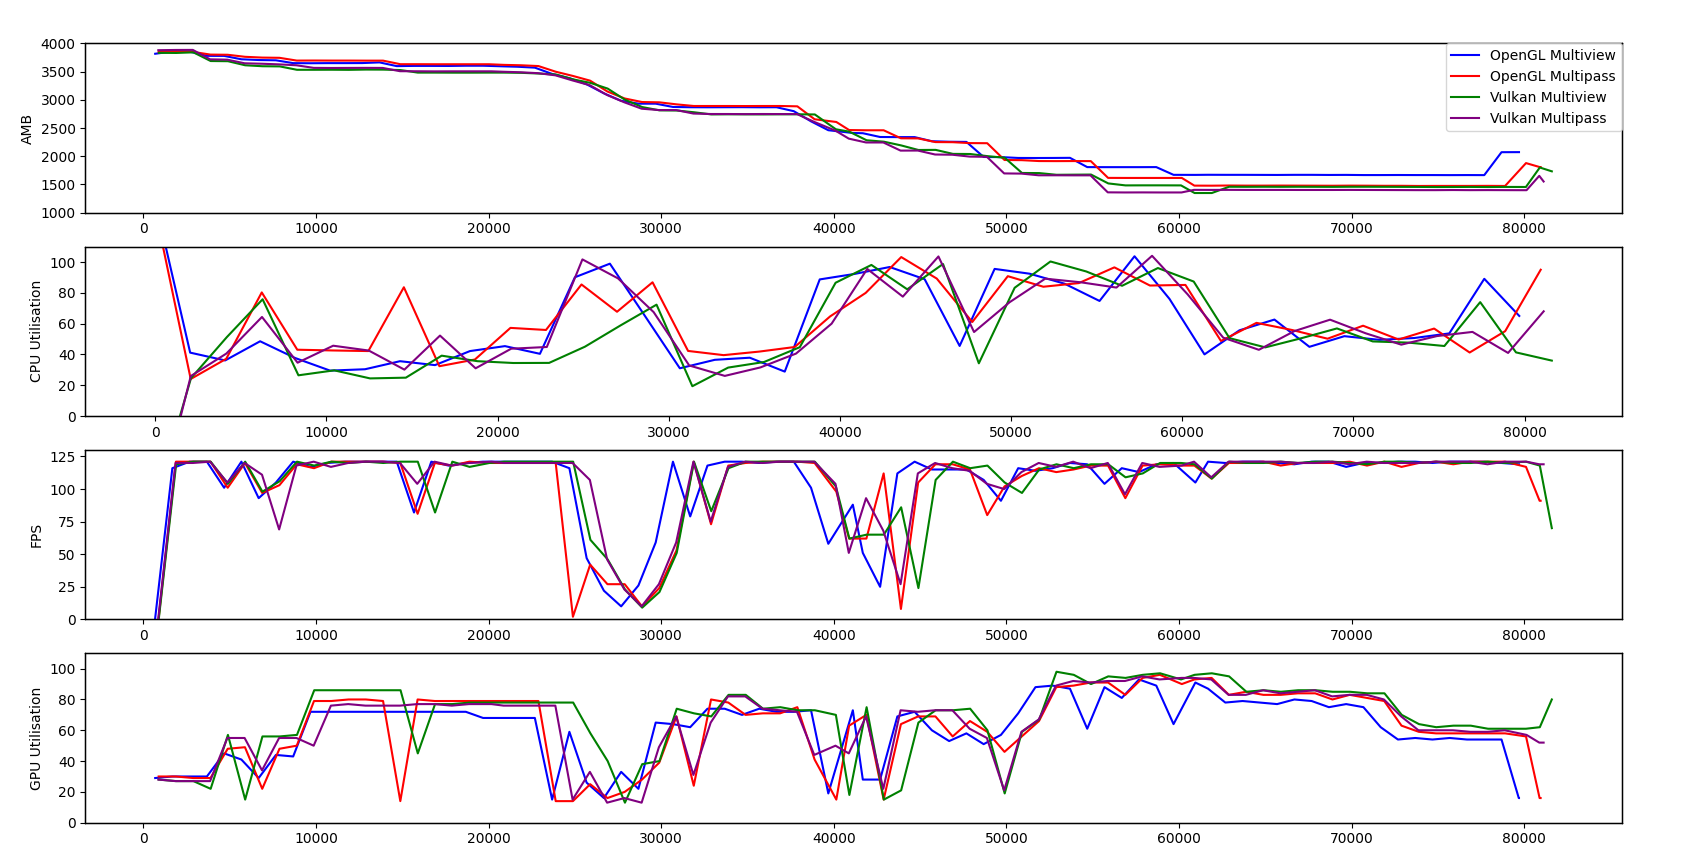 4000
3500
3000
2500
2000
1500
1000
AMB
OpenGL Multiview
OpenGL Multipass
Vulkan Multiview
Vulkan Multipass
0 10000 20000 30000 40000 50000 60000 70000 80000
100
80
60
40
20
0
CPU Utilisation
0 10000 20000 30000 40000 50000 60000 70000 80000
125
100
75
50
25
0
FPS
0 10000 20000 30000 40000 50000 60000 70000 80000
100
80
60
40
20
0
GPU Utilisation
0 10000 20000 30000 40000 50000 60000 70000 80000